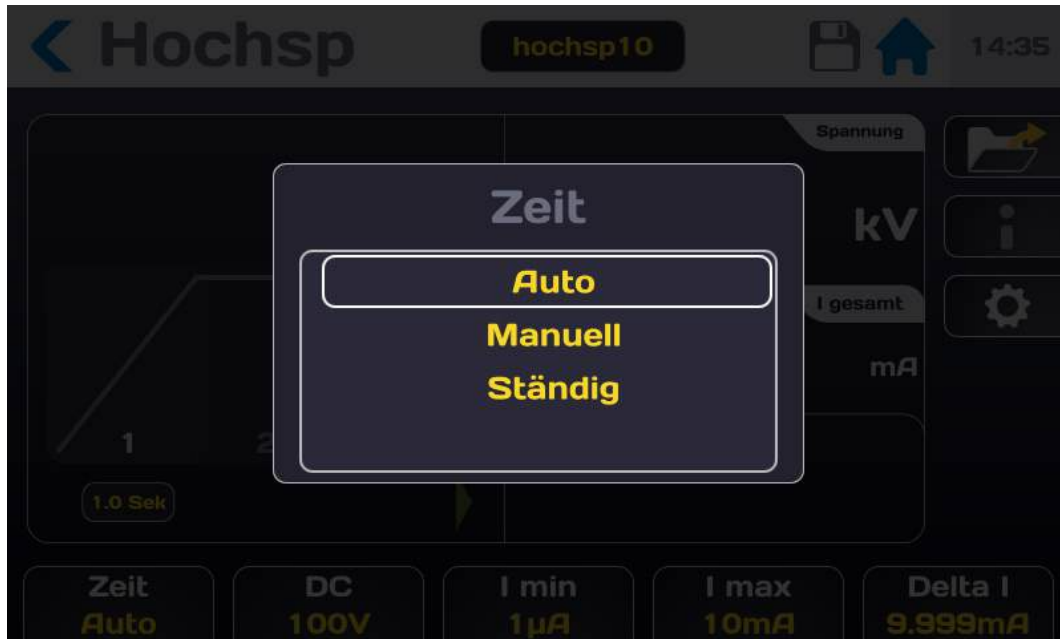 Hochsp
hochsp10
14:35
Spannung
kV
Zeit
Auto
Manuell
Ständig
I gesamt
mA
1
2
1.0 Sek
Zeit
DC
I min
I max
Delta I
Auto
100V
1µA
10mA
9.999mA